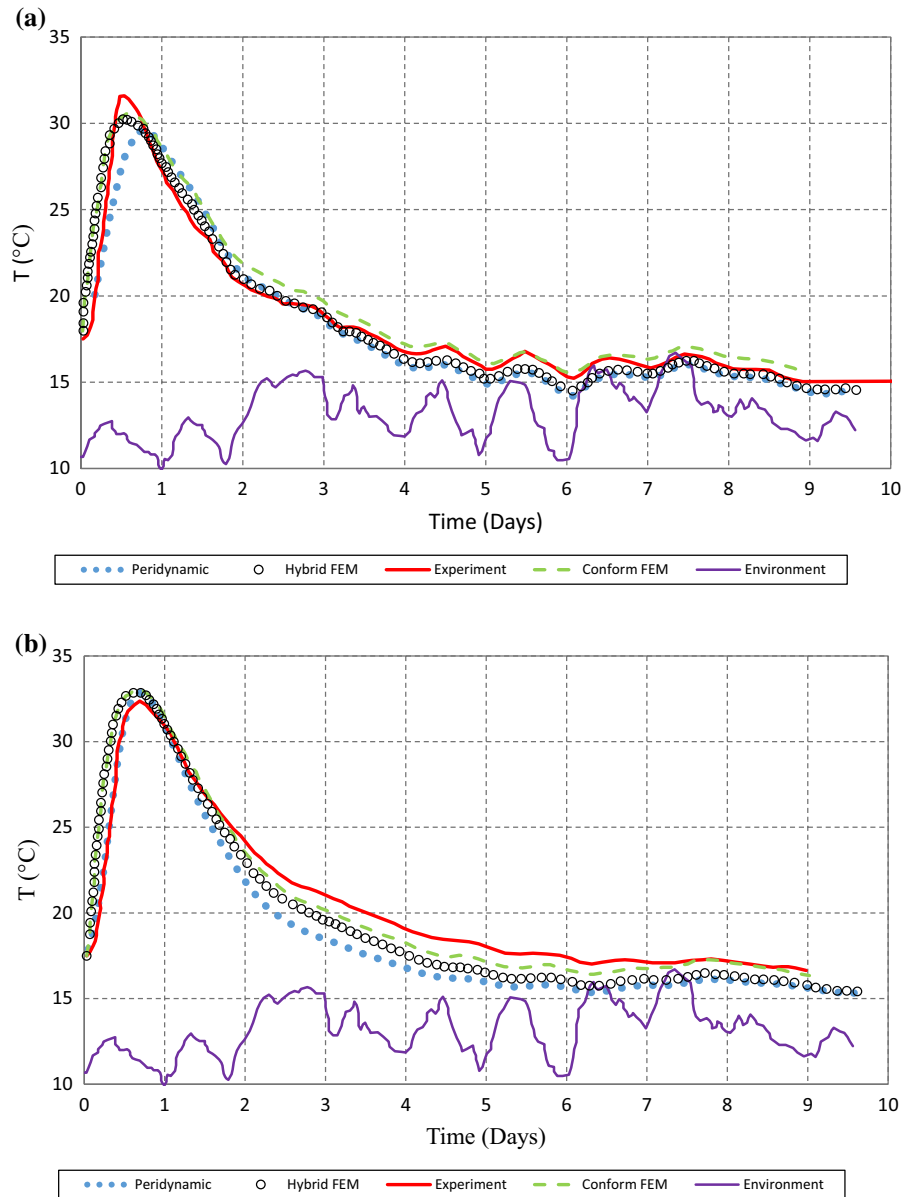 (a)
35
30
25
20
15
10
T (°C)
0 1 2 3 4 5 6 7 8 9 10
Time (Days)
Peridynamic Hybrid FEM Experiment Conform FEM Environment
(b)
35
30
25
20
15
10
T (°C)
0 1 2 3 4 5 6 7 8 9 10
Time (Days)
Peridynamic Hybrid FEM Experiment Conform FEM Environment